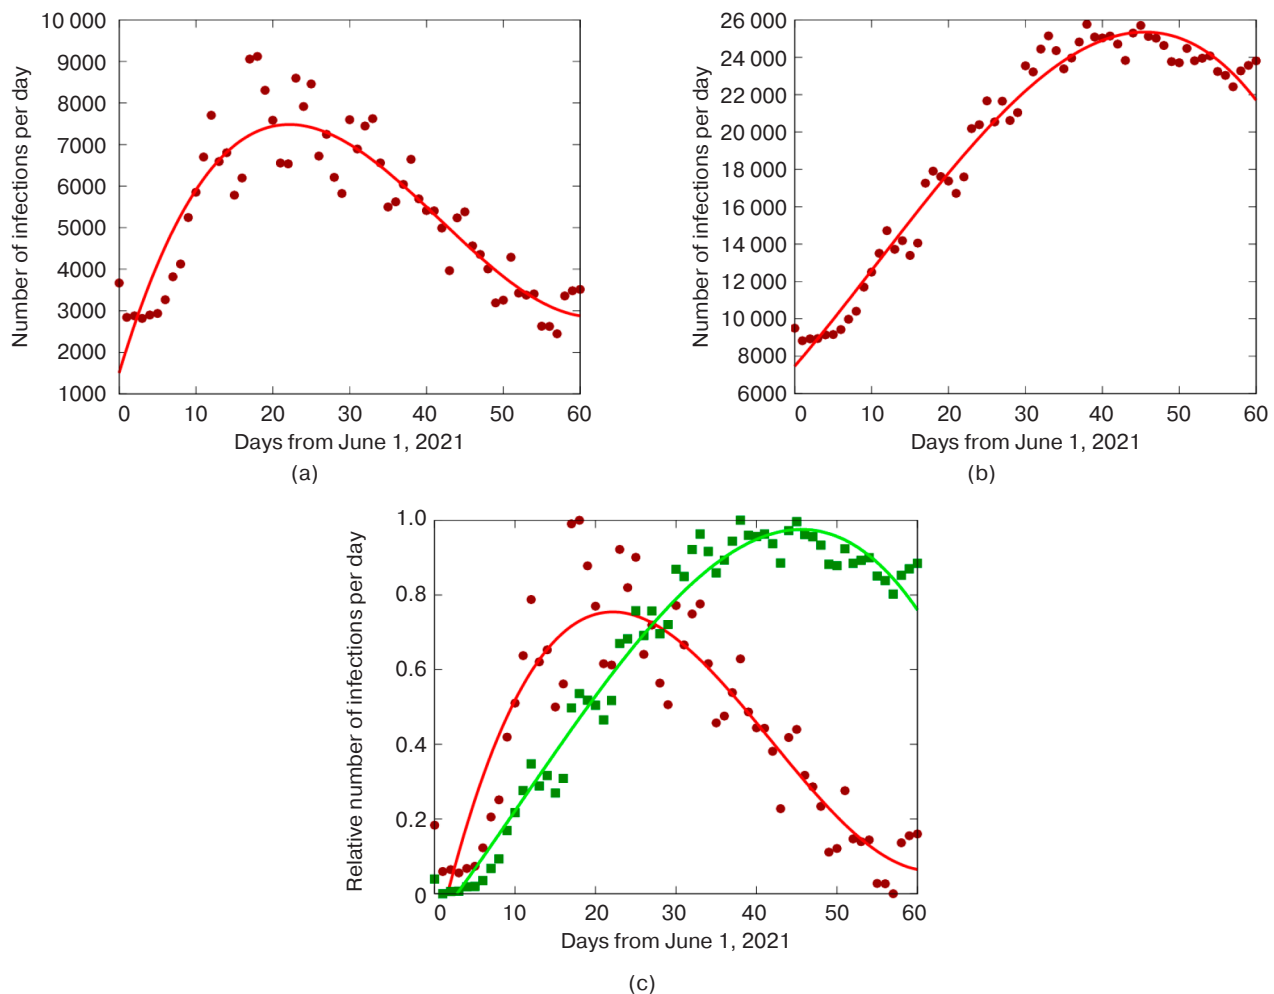 10 000
9000
8000
7000
6000
5000
4000
3000
2000
1000
Number of infections per day
0 10 20 30 40 50 60
Days from June 1, 2021
(a)
26 000
24 000
22 000
20 000
18 000
16 000
14 000
12 000
10 000
8000
6000
Number of infections per day
0 10 20 30 40 50 60
Days from June 1, 2021
(b)
1.0
0.8
0.6
0.4
0.2
0
Relative number of infections per day
0 10 20 30 40 50 60
Days from June 1, 2021
(c)